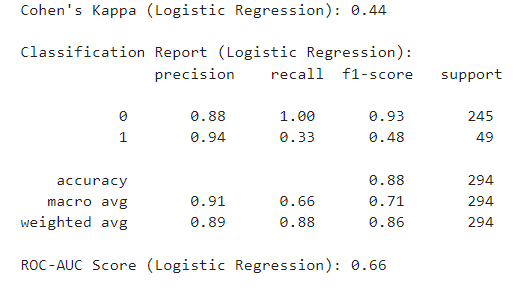 Cohen's Kappa (Logistic Regression): 0.44
Classification Report (Logistic Regression):
precision recall f1-score support
0 0.88 1.00 0.93 245
1 0.94 0.33 0.48 49
accuracy 0.88 294
macro avg 0.91 0.66 0.71 294
weighted avg 0.89 0.88 0.86 294
ROC-AUC Score (Logistic Regression): 0.66